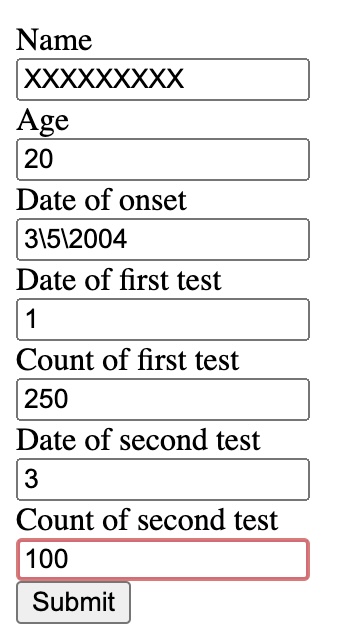 Name
XXXXXXXXX
Age
20
Date of onset
3\5\2004
Date of first test
1
Count of first test
250
Date of second test
3
Count of second test
100
Submit